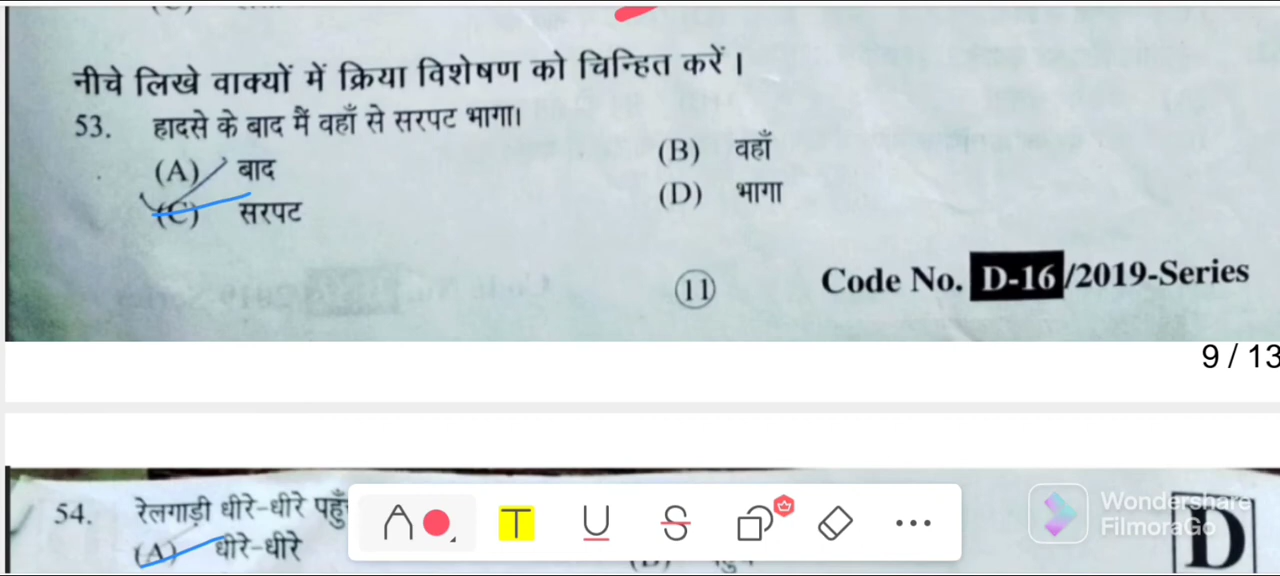 नीचे लिखे वाक्यों में क्रिया विशेषण को चिन्हित करें।
53. हादसे के बाद मैं वहाँ से सरपट भागा।
(A) बाद (B) वहाँ
(C) सरपट (D) भागा
11 Code No. D-16/2019-Series
9 / 13
54. रेलगाड़ी धीरे-धीरे
(A) धीरे-धीरे
T U S
Wondershare
FilmoraGo
D